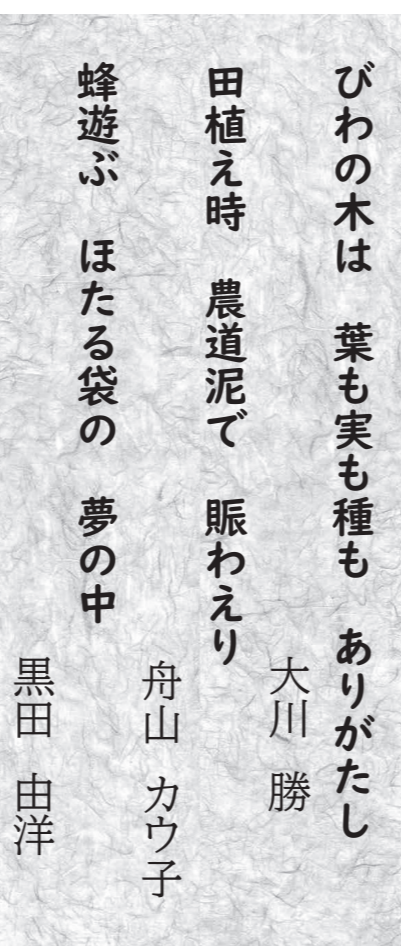 びわの木は　葉も実も種も　ありがたし
大川　勝
田植え時　農道泥で　賑わえり
舟山　カウ子
蜂遊ぶ　ほたる袋の　夢の中
黒田　由洋